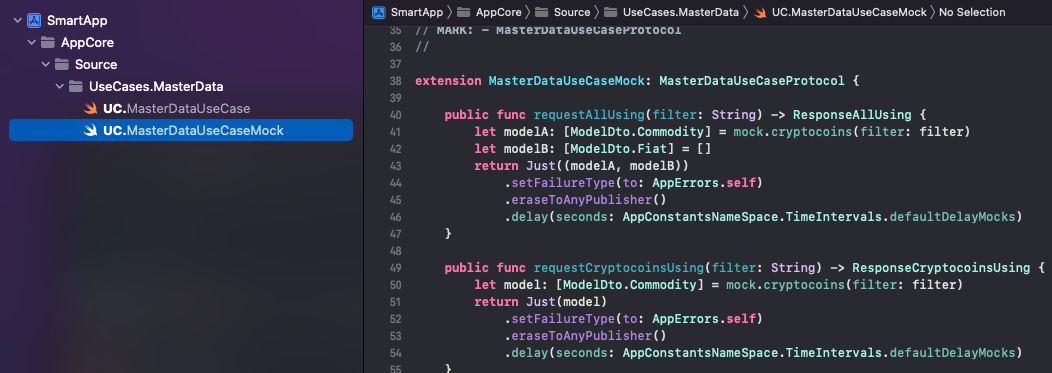 SmartApp
AppCore
Source
UseCases.MasterData
UC.MasterDataUseCase
UC.MasterDataUseCaseMock
SmartApp AppCore Source UseCases.MasterData UC.MasterDataUseCaseMock No Selection
35 // MARK: - MasterDataUseCaseProtocol
36 //
37
38 extension MasterDataUseCaseMock: MasterDataUseCaseProtocol {
39
40 public func requestAllUsing(filter: String) -> ResponseAllUsing {
41 let modelA: [ModelDto.Commodity] = mock.cryptocoins(filter: filter)
42 let modelB: [ModelDto.Fiat] = []
43 return Just((modelA, modelB))
44 .setFailureType(to: AppErrors.self)
45 .eraseToAnyPublisher()
46 .delay(seconds: AppConstantsNameSpace.TimeIntervals.defaultDelayMocks)
47 }
48
49 public func requestCryptocoinsUsing(filter: String) -> ResponseCryptocoinsUsing {
50 let model: [ModelDto.Commodity] = mock.cryptocoins(filter: filter)
51 return Just(model)
52 .setFailureType(to: AppErrors.self)
53 .eraseToAnyPublisher()
54 .delay(seconds: AppConstantsNameSpace.TimeIntervals.defaultDelayMocks)
55 }